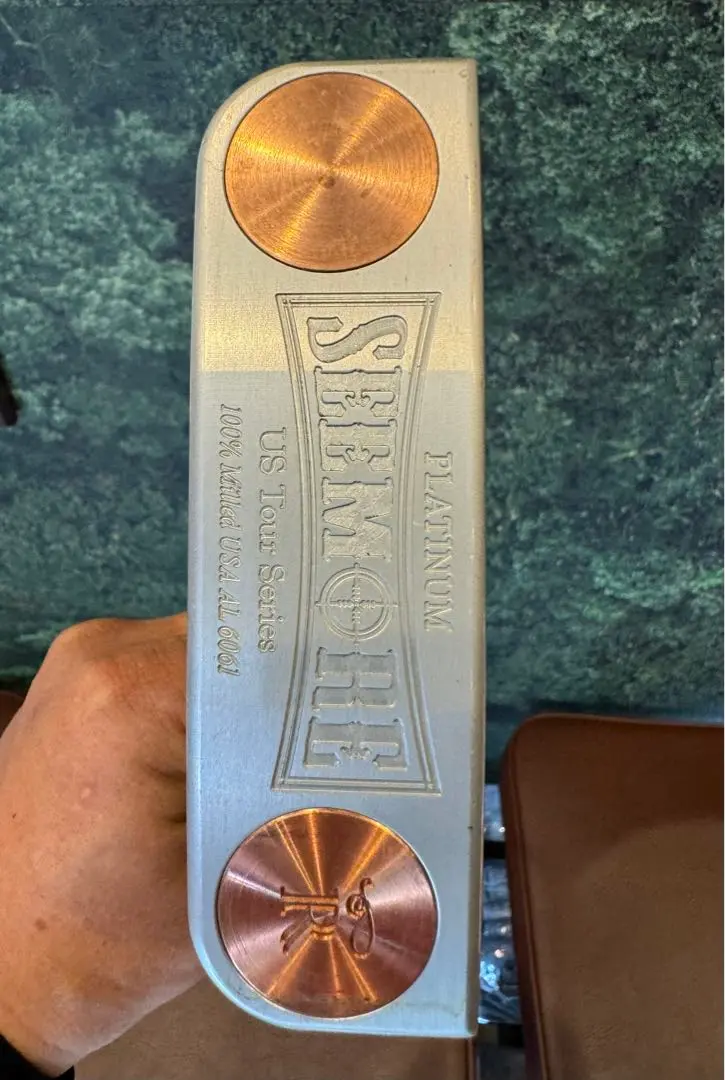 PLATINUM
SEEMORE
US Tour Series
100% Milled USA AL 6061